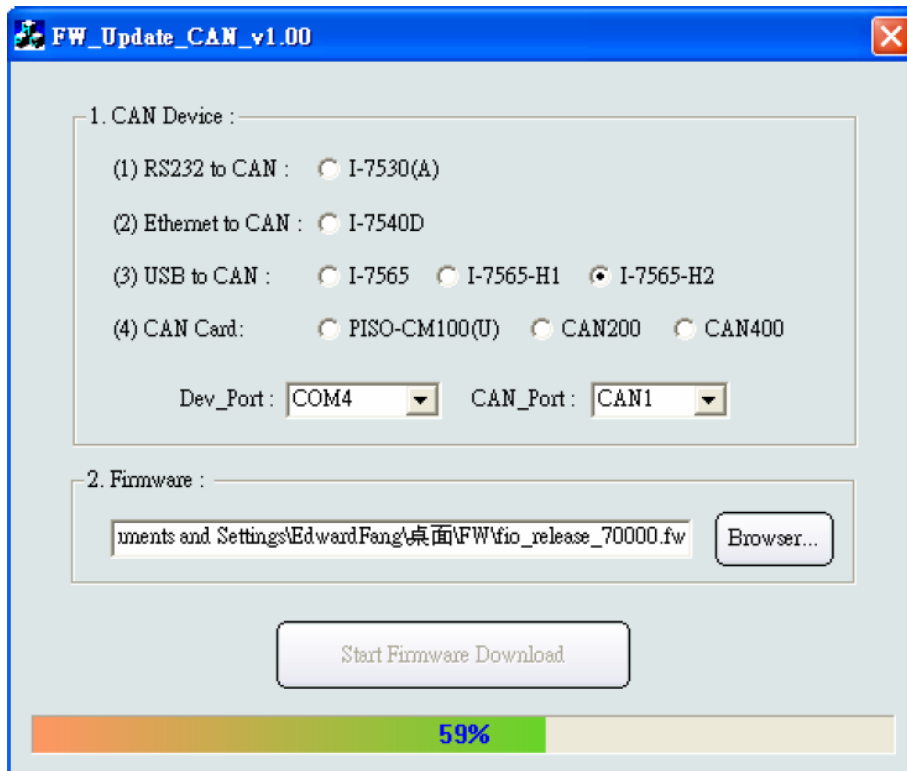 FW_Update_CAN_v1.00
1. CAN Device :
(1) RS232 to CAN : I-7530(A)
(2) Ethernet to CAN : I-7540D
(3) USB to CAN : I-7565 I-7565-H1 I-7565-H2
(4) CAN Card: PISO-CM100(U) CAN200 CAN400
Dev_Port : COM4 CAN_Port : CAN1
2. Firmware :
uments and Settings\EdwardFang\桌面\FW\fio_release_70000.fw Browser...
Start Firmware Download
59%